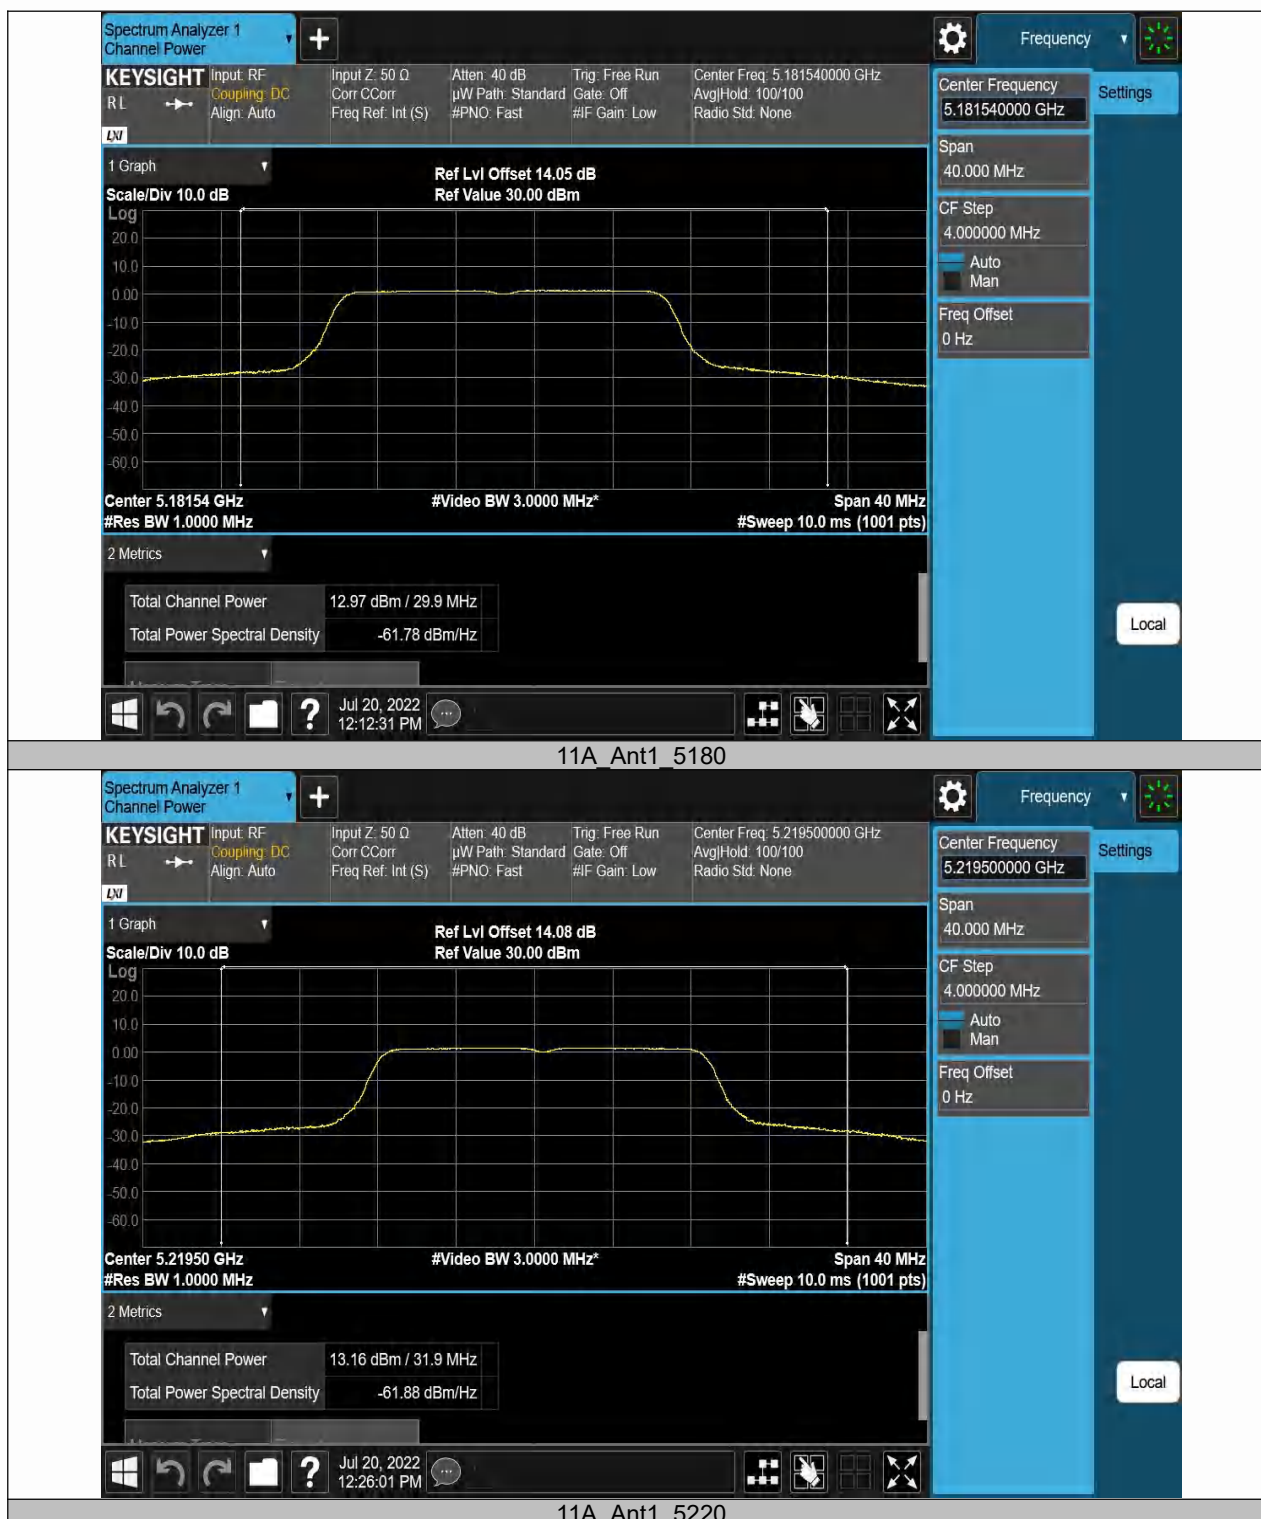 Spectrum Analyzer 1
Channel Power
Frequency
KEYSIGHT
R L
LXI
Input: RF
Coupling: DC
Align: Auto
Input Z: 50 Ω
Corr CCorr
Freq Ref: Int (S)
Atten: 40 dB
µW Path: Standard
#PNO: Fast
Trig: Free Run
Gate: Off
#IF Gain: Low
Center Freq: 5.181540000 GHz
Avg|Hold: 100/100
Radio Std: None
Center Frequency
5.181540000 GHz
Settings
Span
40.000 MHz
CF Step
4.000000 MHz
Auto
Man
Freq Offset
0 Hz
1 Graph
Ref Lvl Offset 14.05 dB
Scale/Div 10.0 dB
Ref Value 30.00 dBm
Log
20.0
10.0
0.00
-10.0
-20.0
-30.0
-40.0
-50.0
-60.0
Center 5.18154 GHz
#Video BW 3.0000 MHz*
Span 40 MHz
#Res BW 1.0000 MHz
#Sweep 10.0 ms (1001 pts)
2 Metrics
Total Channel Power 12.97 dBm / 29.9 MHz
Total Power Spectral Density -61.78 dBm/Hz
Local
?
Jul 20, 2022
12:12:31 PM
11A_Ant1_5180
Spectrum Analyzer 1
Channel Power
Frequency
KEYSIGHT
R L
LXI
Input: RF
Coupling: DC
Align: Auto
Input Z: 50 Ω
Corr CCorr
Freq Ref: Int (S)
Atten: 40 dB
µW Path: Standard
#PNO: Fast
Trig: Free Run
Gate: Off
#IF Gain: Low
Center Freq: 5.219500000 GHz
Avg|Hold: 100/100
Radio Std: None
Center Frequency
5.219500000 GHz
Settings
Span
40.000 MHz
CF Step
4.000000 MHz
Auto
Man
Freq Offset
0 Hz
1 Graph
Ref Lvl Offset 14.08 dB
Scale/Div 10.0 dB
Ref Value 30.00 dBm
Log
20.0
10.0
0.00
-10.0
-20.0
-30.0
-40.0
-50.0
-60.0
Center 5.21950 GHz
#Video BW 3.0000 MHz*
Span 40 MHz
#Res BW 1.0000 MHz
#Sweep 10.0 ms (1001 pts)
2 Metrics
Total Channel Power 13.16 dBm / 31.9 MHz
Total Power Spectral Density -61.88 dBm/Hz
Local
?
Jul 20, 2022
12:26:01 PM
11A_Ant1_5220